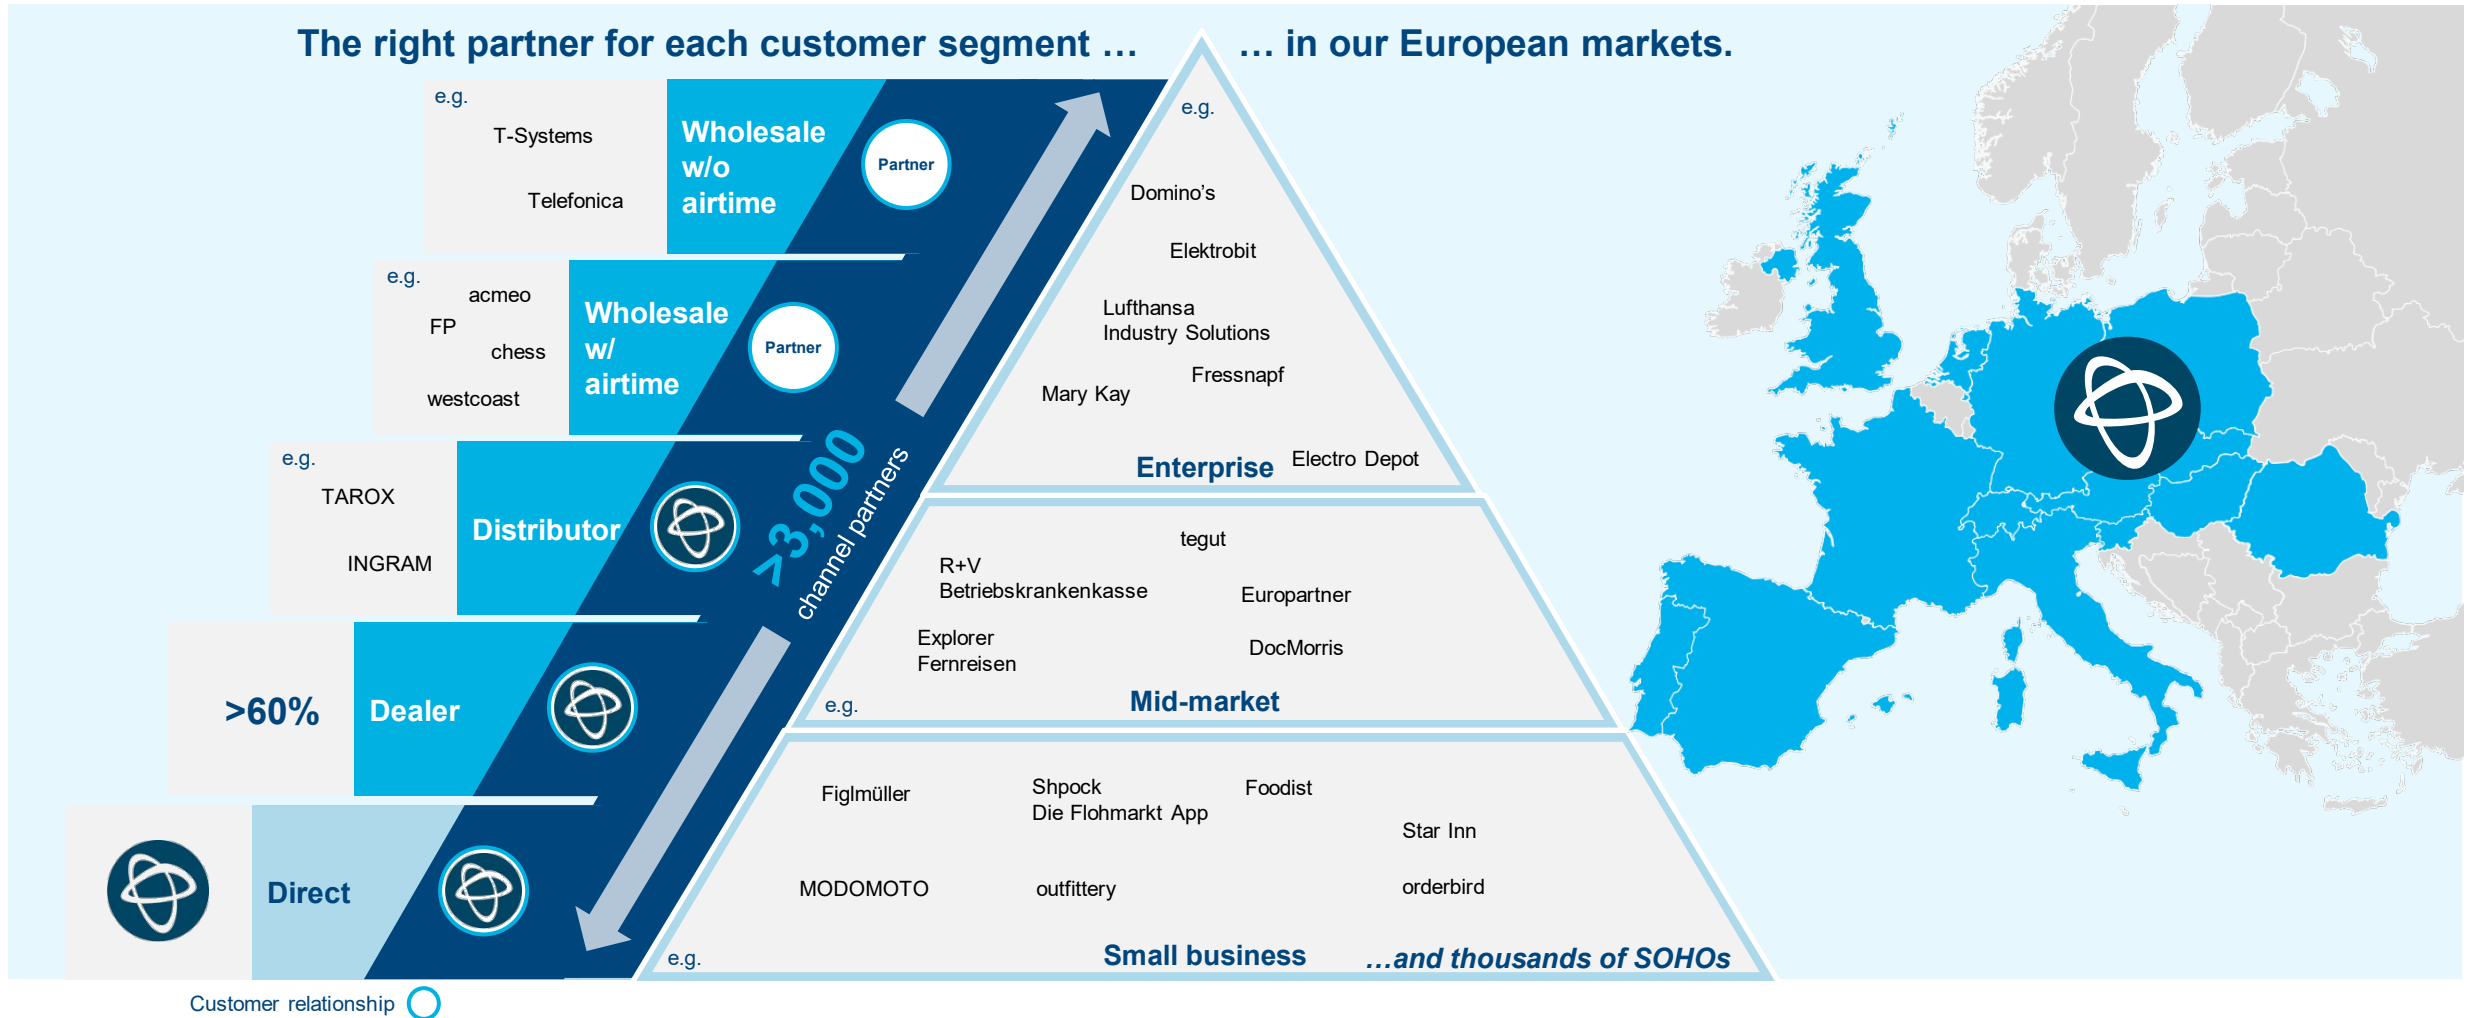 The right partner for each customer segment …
… in our European markets.
e.g.
T-Systems
Telefonica
Wholesale
w/o
airtime
Partner
e.g.
acmeo
FP
chess
westcoast
Wholesale
w/
airtime
Partner
e.g.
TAROX
INGRAM
Distributor
>60%
Dealer
Direct
>3,000
channel partners
e.g.
Domino’s
Elektrobit
Lufthansa
Industry Solutions
Fressnapf
Mary Kay
Electro Depot
Enterprise
tegut
R+V
Betriebskrankenkasse
Europartner
Explorer
Fernreisen
DocMorris
e.g.
Mid-market
Figlmüller
Shpock
Die Flohmarkt App
Foodist
Star Inn
MODOMOTO
outfittery
orderbird
e.g.
Small business
…and thousands of SOHOs
Customer relationship